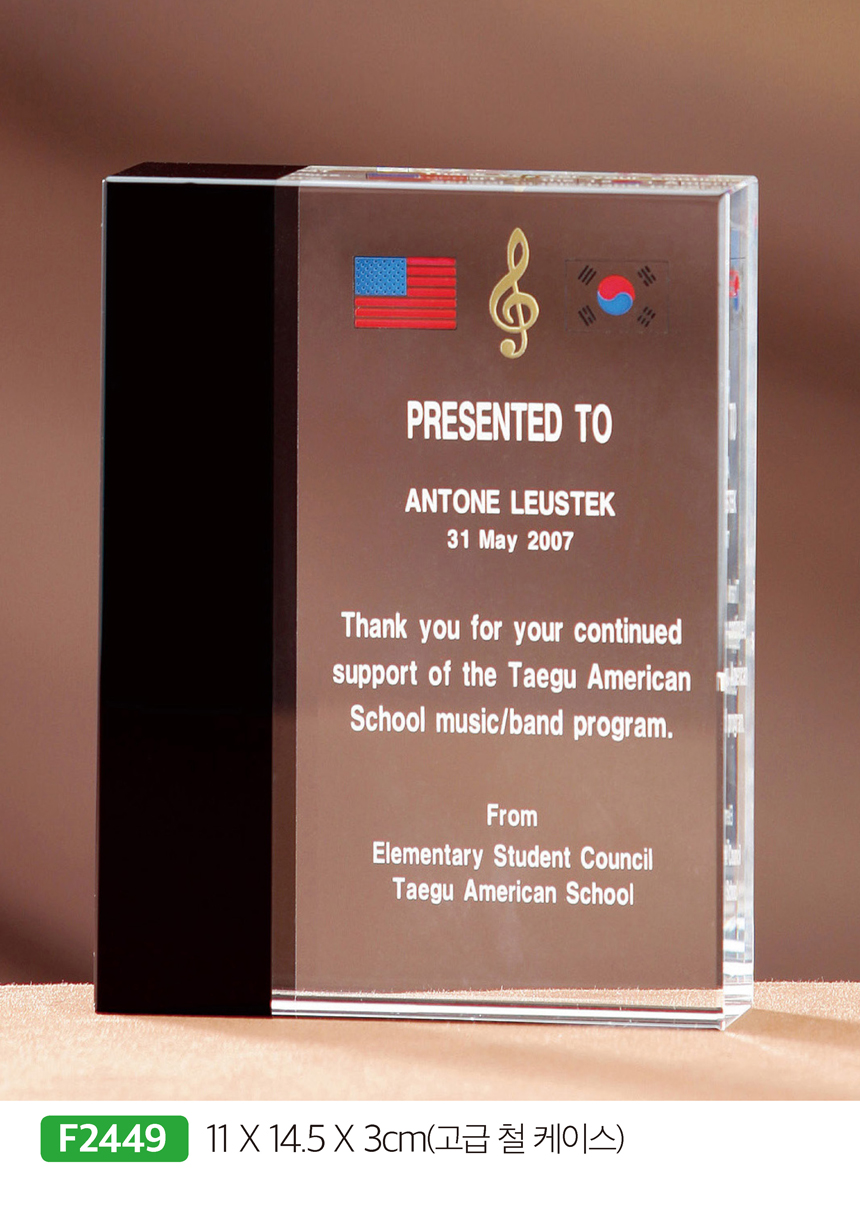 PRESENTED TO
ANTONE LEUSTEK
31 May 2007
Thank you for your continued
support of the Taegu American
School music/band program.
From
Elementary Student Council
Taegu American School
F2449 11 X 14.5 X 3cm(고급 철 케이스)